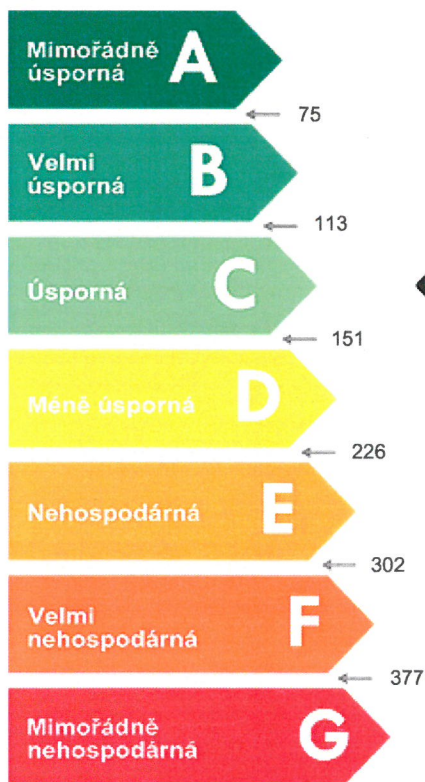 Mimořádně
úsporná
A
75
Velmi
úsporná
B
113
Úsporná
C
151
Méně úsporná
D
226
Nehospodárná
E
302
Velmi
nehospodárná
F
377
Mimořádně
nehospodárná
G